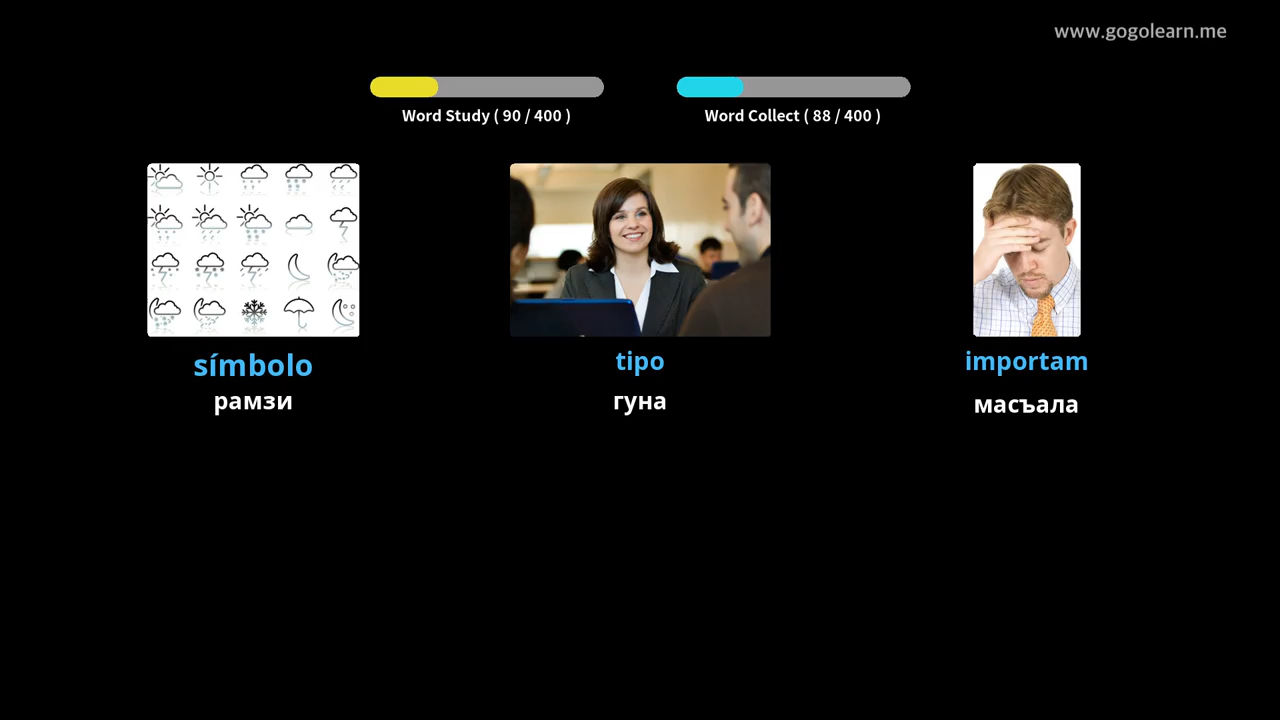 www.gogolearn.me
Word Study ( 90 / 400 )
Word Collect ( 88 / 400 )
símbolo
рамзи
tipo
гуна
importam
масъала